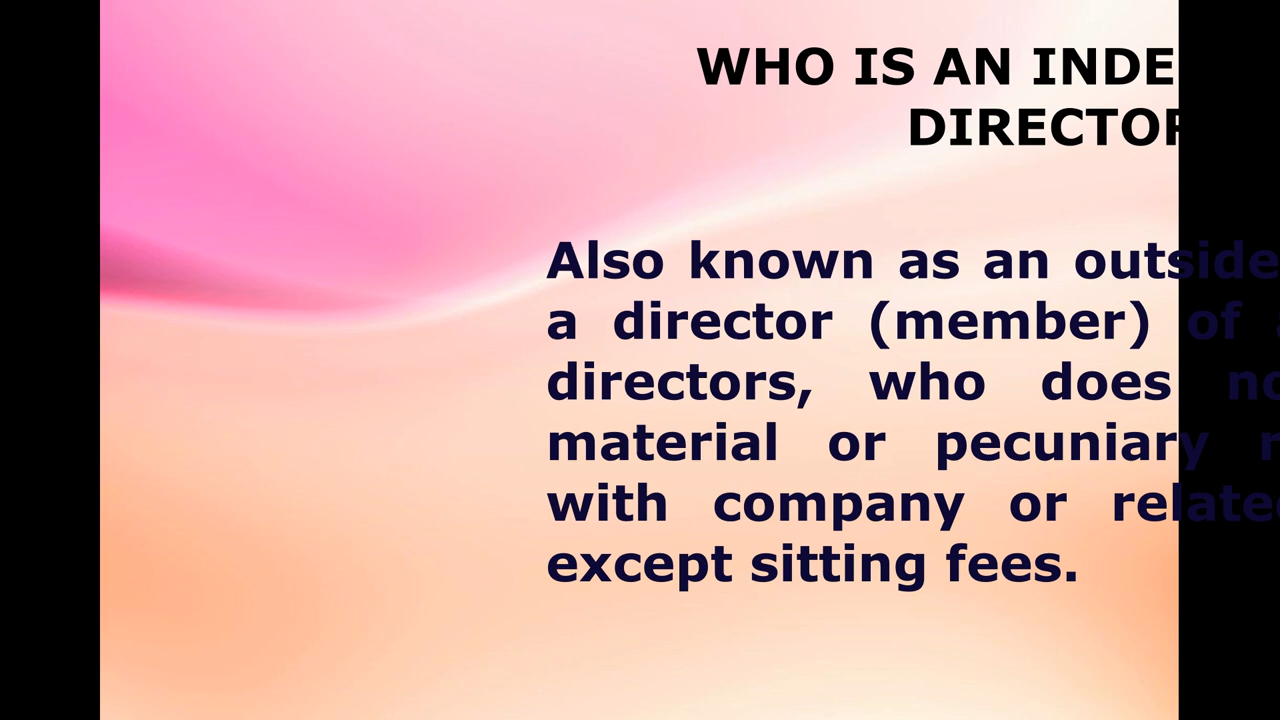 WHO IS AN INDE
DIRECTOR
Also known as an outside
a director (member) of
directors, who does no
material or pecuniary r
with company or relate
except sitting fees.